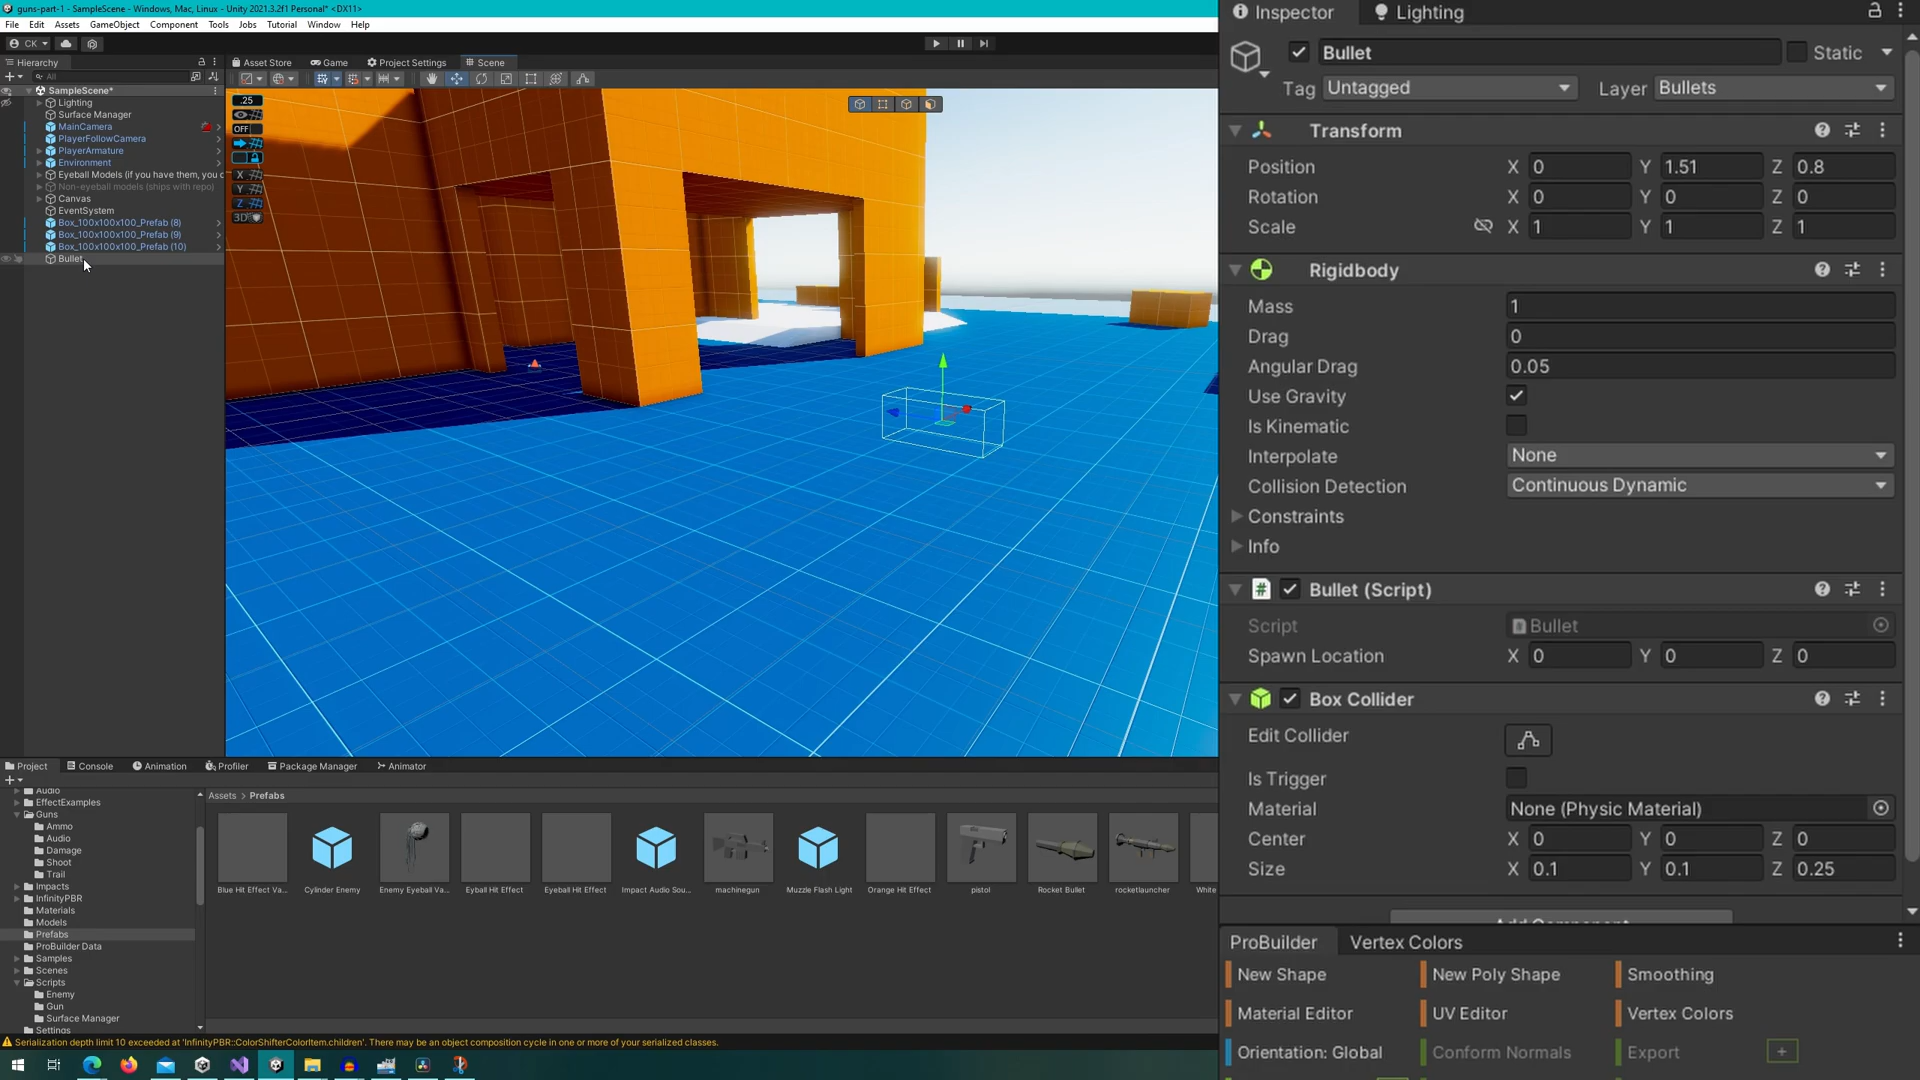 guns-part-1 - SampleScene - Windows, Mac, Linux - Unity 2021.3.2f1 Personal* <DX11>
File Edit Assets GameObject Component Tools Jobs Tutorial Window Help
CK
Hierarchy
All
SampleScene*
Lighting
Surface Manager
MainCamera
PlayerFollowCamera
PlayerArmature
Environment
Eyeball Models (if you have them, you c
Non-eyeball models (ships with repo)
Canvas
EventSystem
Box_100x100x100_Prefab (8)
Box_100x100x100_Prefab (9)
Box_100x100x100_Prefab (10)
Bullet
Asset Store Game Project Settings Scene
.25
OFF
X
Y
Z
3D
Inspector Lighting
Bullet Static
Tag Untagged Layer Bullets
Transform
Position X 0 Y 1.51 Z 0.8
Rotation X 0 Y 0 Z 0
Scale X 1 Y 1 Z 1
Rigidbody
Mass 1
Drag 0
Angular Drag 0.05
Use Gravity
Is Kinematic
Interpolate None
Collision Detection Continuous Dynamic
Constraints
Info
Bullet (Script)
Script Bullet
Spawn Location X 0 Y 0 Z 0
Box Collider
Edit Collider
Is Trigger
Material None (Physic Material)
Center X 0 Y 0 Z 0
Size X 0.1 Y 0.1 Z 0.25
ProBuilder Vertex Colors
New Shape New Poly Shape Smoothing
Material Editor UV Editor Vertex Colors
Orientation: Global Conform Normals Export +
Project Console Animation Profiler Package Manager Animator
Audio
EffectExamples
Guns
Ammo
Audio
Damage
Shoot
Trail
Impacts
InfinityPBR
Materials
Models
Prefabs
ProBuilder Data
Samples
Scenes
Scripts
Enemy
Gun
Surface Manager
Settings
Assets > Prefabs
Blue Hit Effect Va... Cylinder Enemy Enemy Eyeball Va... Eyball Hit Effect Eyeball Hit Effect Impact Audio Sou... machinegun Muzzle Flash Light Orange Hit Effect pistol Rocket Bullet rocketlauncher White
Serialization depth limit 10 exceeded at 'InfinityPBR::ColorShifterColorItem.children'. There may be an object composition cycle in one or more of your serialized classes.